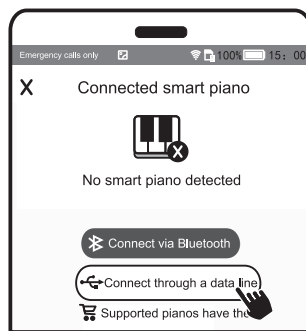 Emergency calls only 100% 15: 00
X Connected smart piano
No smart piano detected
Connect via Bluetooth
Connect through a data line
Supported pianos have the